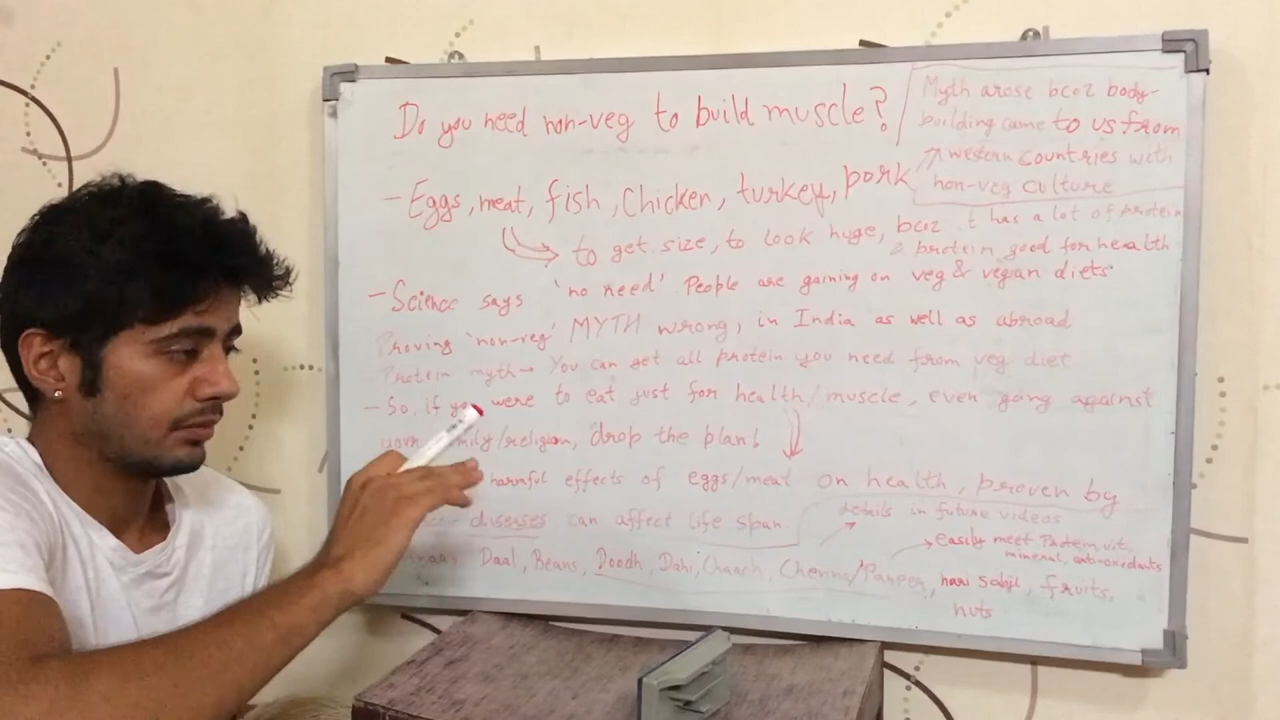 Do you need non-veg to build muscle?
Myth arose bcoz body-
building came to us from
western countries with
non-veg culture
- Eggs, meat, fish, Chicken, turkey, pork
to get size, to look huge, bcoz it has a lot of protein
& protein good for health
- Science says 'no need'. People are gaining on veg & vegan diets
Proving 'non-veg' MYTH wrong, in India as well as abroad
Protein myth → You can get all protein you need from veg diet
- So, if you were to eat just for health/muscle, even going against
your family/religion, drop the plan!
harmful effects of eggs/meat on health, proven by
diseases can affect life span.
details in future videos
easily meet Protein, vit,
mineral, anti-oxidants
Daal, Beans, Doodh, Dahi, Chaach, Chenna/Paneer, hari sabji, fruits,
nuts